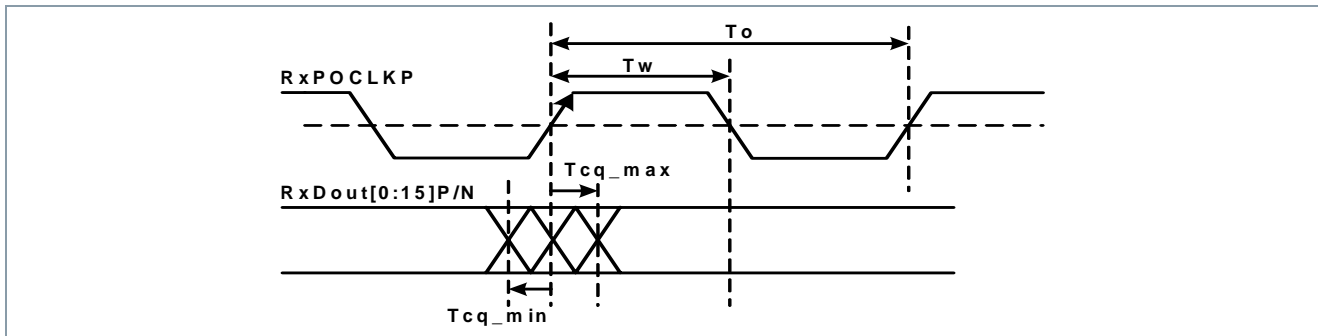 To
Tw
RxPOCLKP
Tcq_max
RxDout[0:15]P/N
Tcq_min